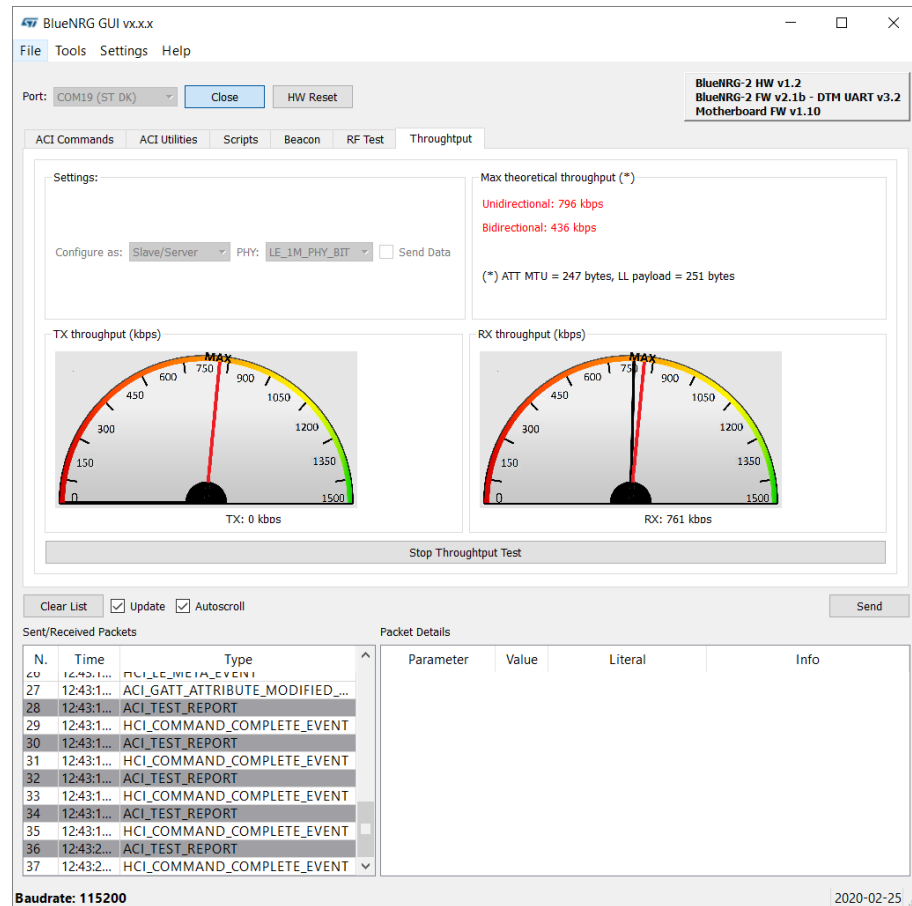 BlueNRG GUI vx.x.x
File Tools Settings Help
Port: COM19 (ST DK) Close HW Reset
BlueNRG-2 HW v1.2
BlueNRG-2 FW v2.1b - DTM UART v3.2
Motherboard FW v1.10
ACI Commands ACI Utilities Scripts Beacon RF Test Throughtput
Settings:
Configure as: Slave/Server PHY: LE_1M_PHY_BIT Send Data
Max theoretical throughput (*)
Unidirectional: 796 kbps
Bidirectional: 436 kbps
(*) ATT MTU = 247 bytes, LL payload = 251 bytes
TX throughput (kbps)
MAX
0 150 300 450 600 750 900 1050 1200 1350 1500
TX: 0 kbps
RX throughput (kbps)
MAX
0 150 300 450 600 750 900 1050 1200 1350 1500
RX: 761 kbps
Stop Throughtput Test
Clear List Update Autoscroll Send
Sent/Received Packets
N. Time Type
26 12:43:1... HCI_LE_META_EVENT
27 12:43:1... ACI_GATT_ATTRIBUTE_MODIFIED_...
28 12:43:1... ACI_TEST_REPORT
29 12:43:1... HCI_COMMAND_COMPLETE_EVENT
30 12:43:1... ACI_TEST_REPORT
31 12:43:1... HCI_COMMAND_COMPLETE_EVENT
32 12:43:1... ACI_TEST_REPORT
33 12:43:1... HCI_COMMAND_COMPLETE_EVENT
34 12:43:1... ACI_TEST_REPORT
35 12:43:1... HCI_COMMAND_COMPLETE_EVENT
36 12:43:2... ACI_TEST_REPORT
37 12:43:2... HCI_COMMAND_COMPLETE_EVENT
Packet Details
Parameter Value Literal Info
Baudrate: 115200
2020-02-25